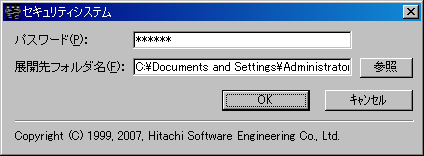 セキュリティシステム
パスワード(P): ******
展開先フォルダ名(F): C:¥Documents and Settings¥Administrator 参照
OK キャンセル
Copyright (C) 1999, 2007, Hitachi Software Engineering Co., Ltd.